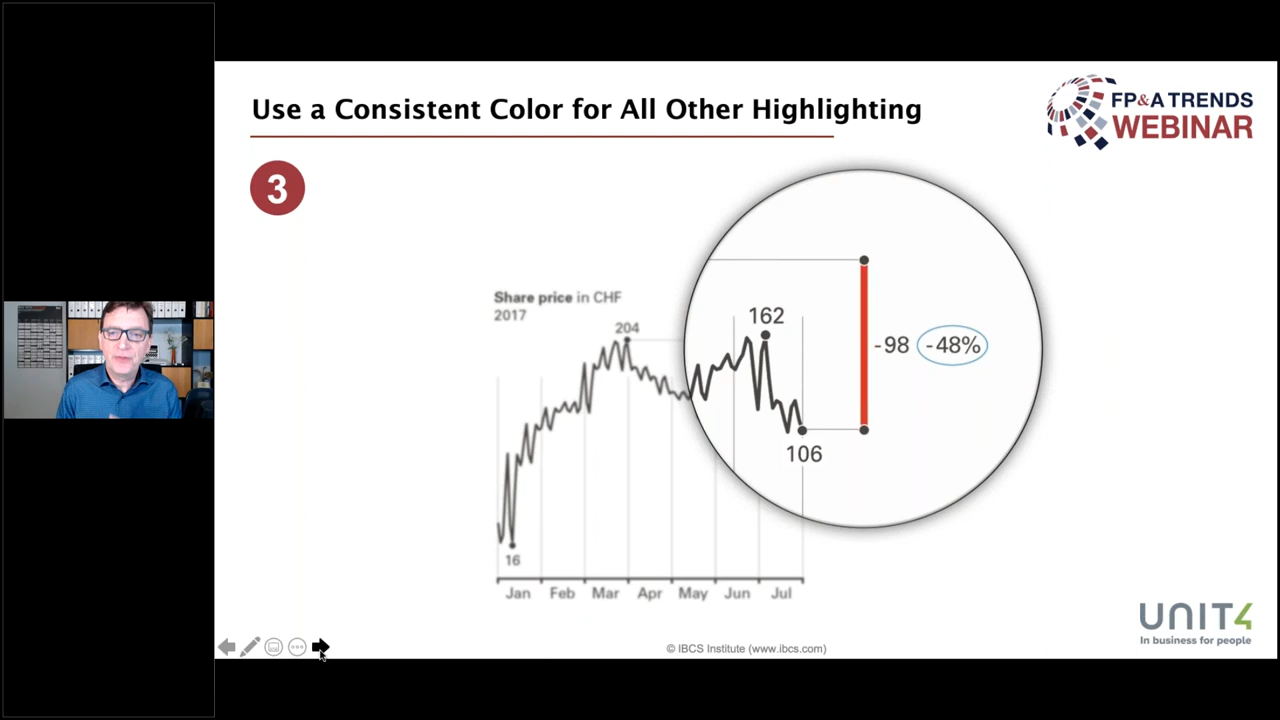 Use a Consistent Color for All Other Highlighting
FP&A TRENDS
WEBINAR
3
Share price in CHF
2017
204
162
-98 -48%
106
16
Jan Feb Mar Apr May Jun Jul
UNIT4
In business for people
© IBCS Institute (www.ibcs.com)